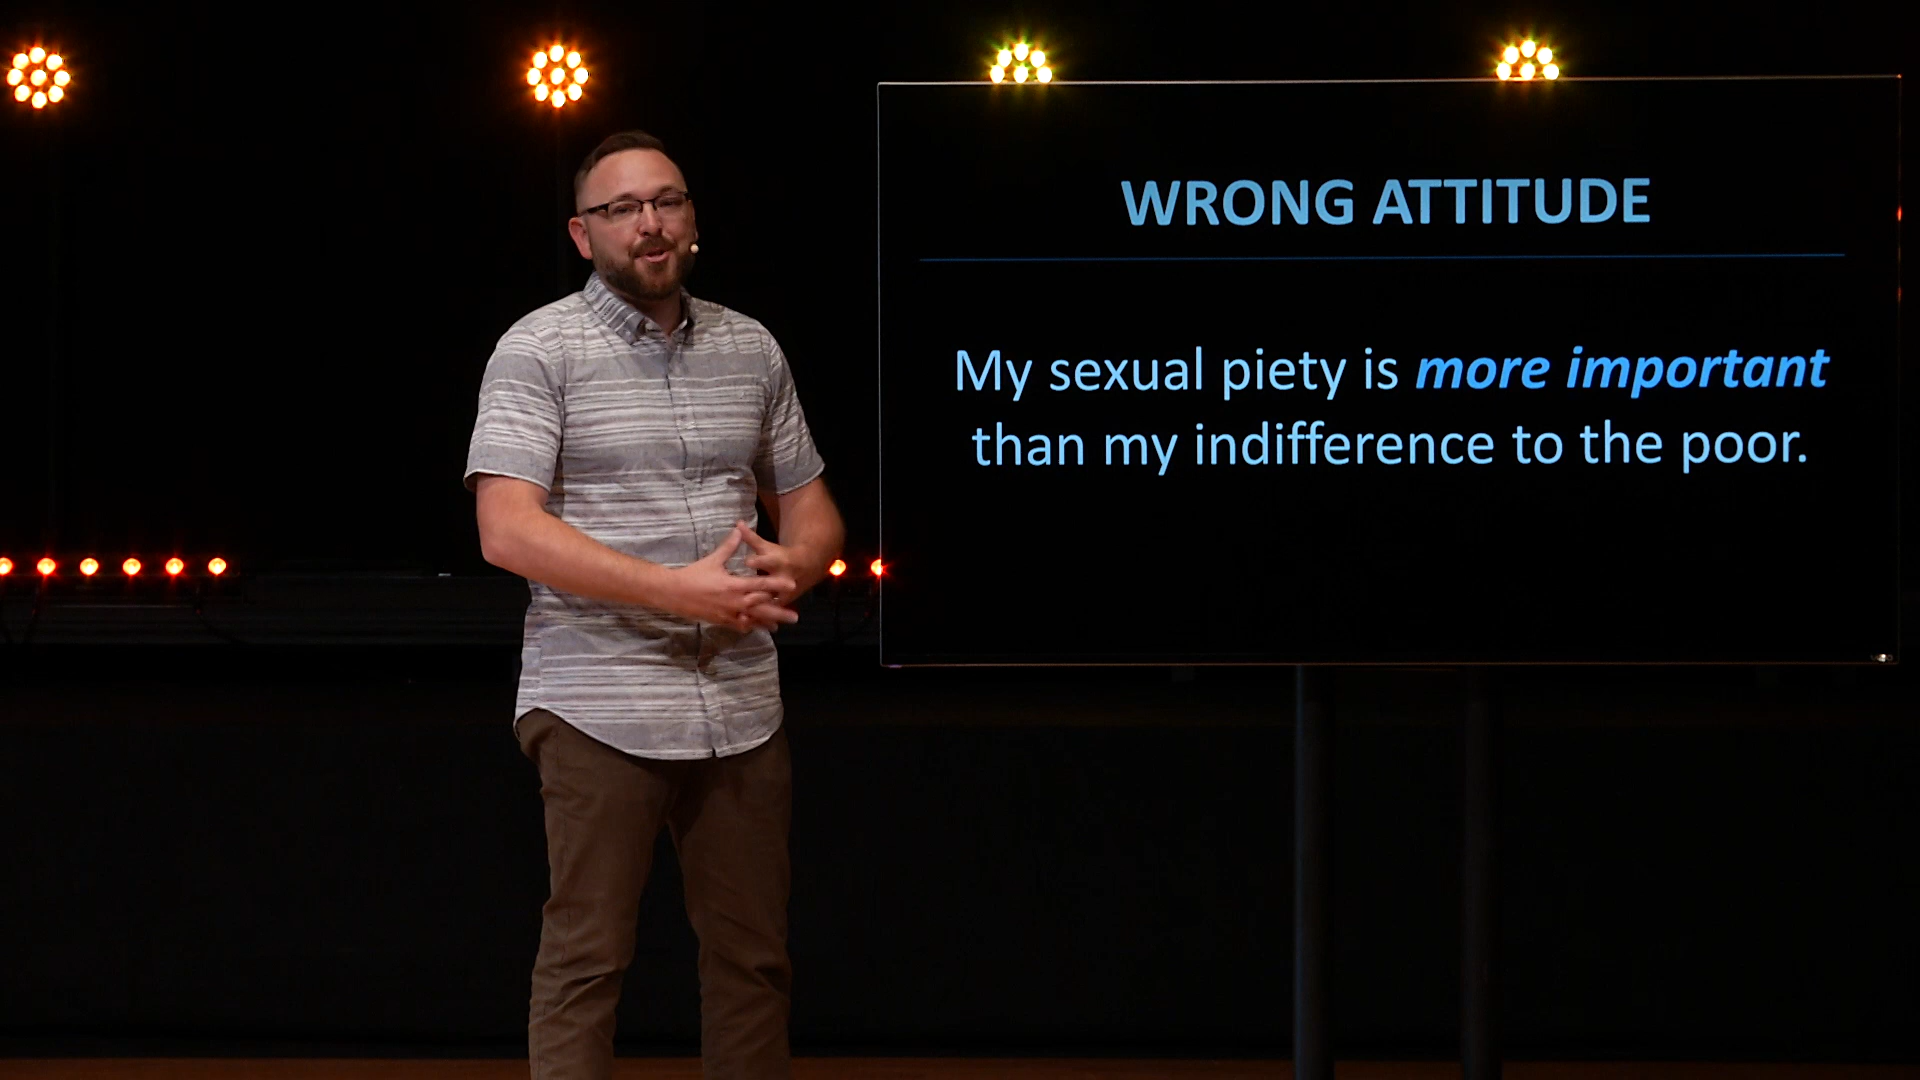 WRONG ATTITUDE
My sexual piety is more important
than my indifference to the poor.